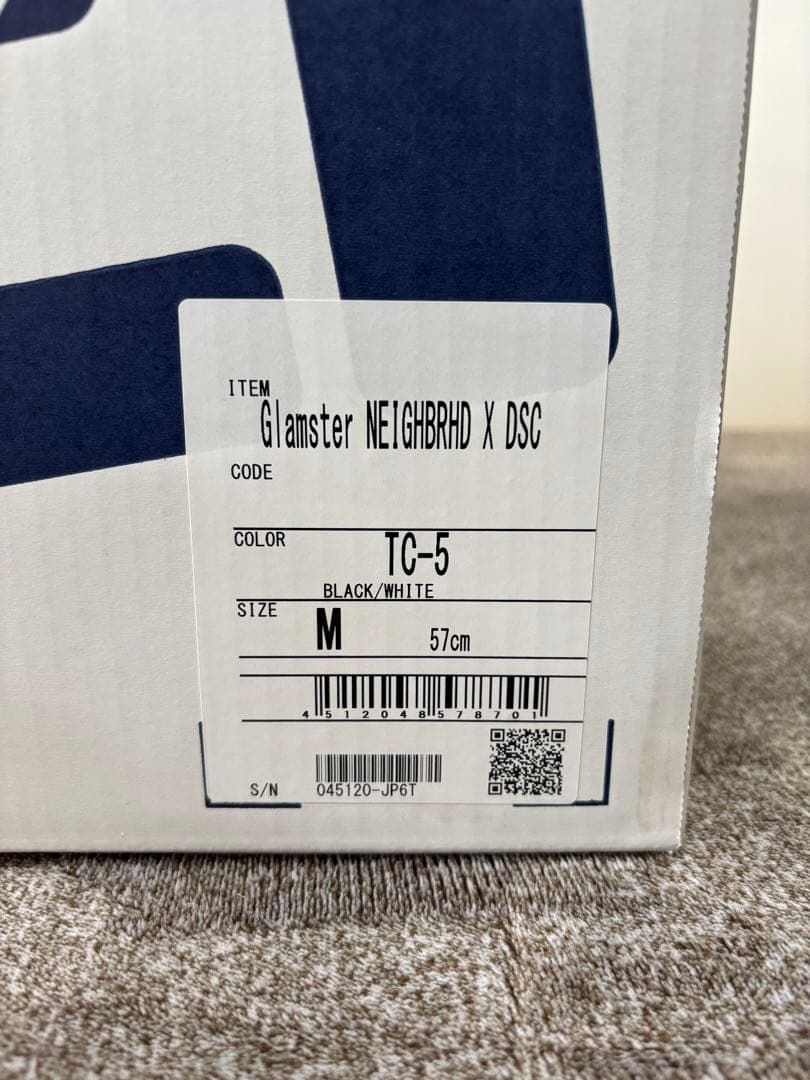 ITEM
Glamster NEIGHBRHD X DSC
CODE
COLOR
TC-5
BLACK/WHITE
SIZE
M 57cm
4512048578701
S/N 045120-JP6T